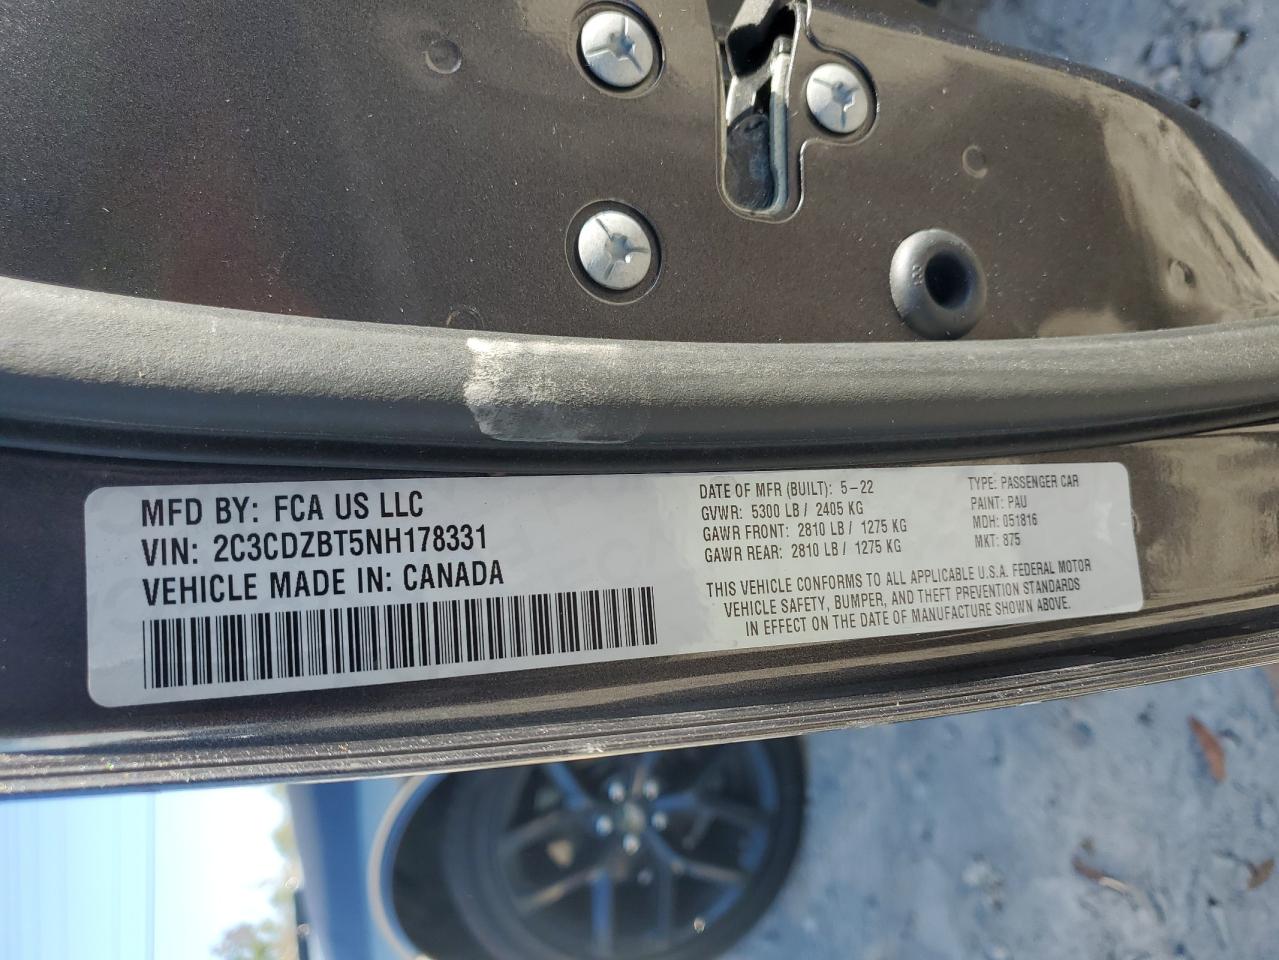 MFD BY: FCA US LLC
VIN: 2C3CDZBT5NH178331
VEHICLE MADE IN: CANADA
DATE OF MFR (BUILT): 5-22
GVWR: 5300 LB / 2405 KG
GAWR FRONT: 2810 LB / 1275 KG
GAWR REAR: 2810 LB / 1275 KG
TYPE: PASSENGER CAR
PAINT: PAU
MDH: 051816
MKT: 875
THIS VEHICLE CONFORMS TO ALL APPLICABLE U.S.A. FEDERAL MOTOR
VEHICLE SAFETY, BUMPER, AND THEFT PREVENTION STANDARDS
IN EFFECT ON THE DATE OF MANUFACTURE SHOWN ABOVE.